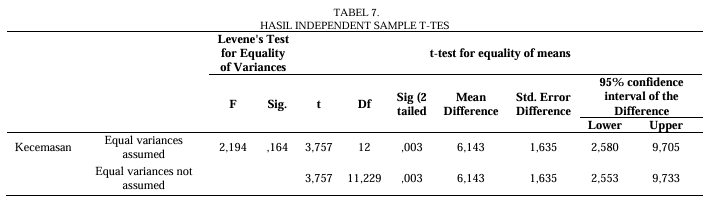 TABEL 7.
HASIL INDEPENDENT SAMPLE T-TES
Levene's Test
for Equality
of Variances
t-test for equality of means
F
Sig.
t
Df
Sig (2
tailed
Mean
Difference
Std. Error
Difference
95% confidence
interval of the
Difference
Lower
Upper
Kecemasan
Equal variances
assumed
2,194
,164
3,757
12
,003
6,143
1,635
2,580
9,705
Equal variances not
assumed
3,757
11,229
,003
6,143
1,635
2,553
9,733